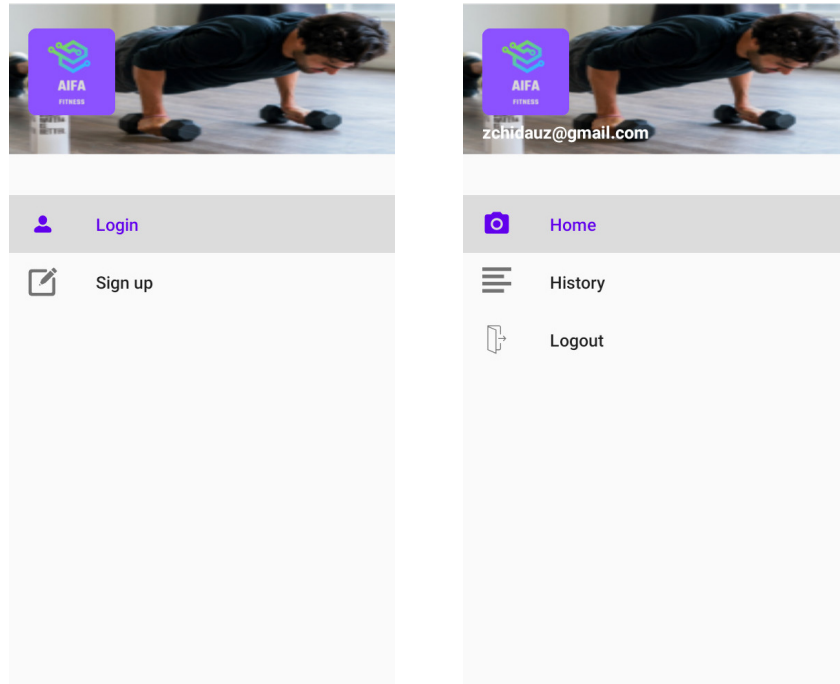 AIFA
FITNESS
Login
Sign up
AIFA
FITNESS
zchidauz@gmail.com
Home
History
Logout